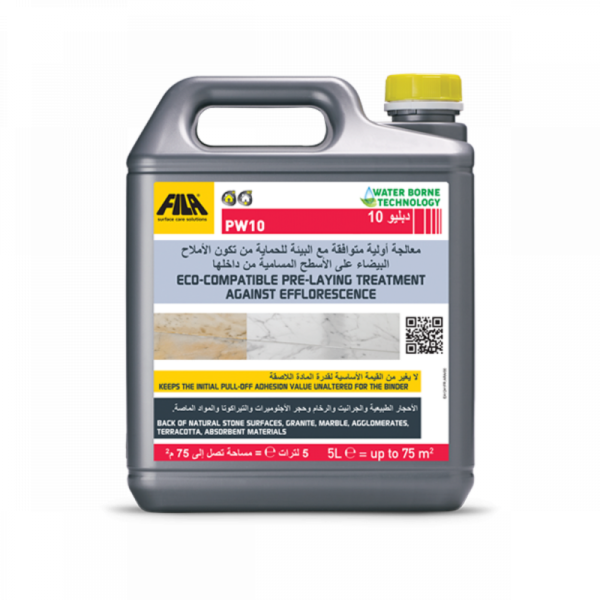 FILA
surface care solutions
WATER BORNE
TECHNOLOGY
PW10
دبليو 10
معالجة أولية متوافقة مع البيئة للحماية من تكون الأملاح
البيضاء على الأسطح المسامية من داخلها
ECO-COMPATIBLE PRE-LAYING TREATMENT
AGAINST EFFLORESCENCE
لا يغير من القيمة الأساسية لقدرة المادة اللاصقة
KEEPS THE INITIAL PULL-OFF ADHESION VALUE UNALTERED FOR THE BINDER
الأحجار الطبيعية والجرانيت والرخام وحجر الأجلوميرات والتيراكوتا والمواد الماصة.
BACK OF NATURAL STONE SURFACES, GRANITE, MARBLE, AGGLOMERATES,
TERRACOTTA, ABSORBENT MATERIALS
5 لترات ℮ = مساحة تصل إلى 75 م²
5L ℮ = up to 75 m²